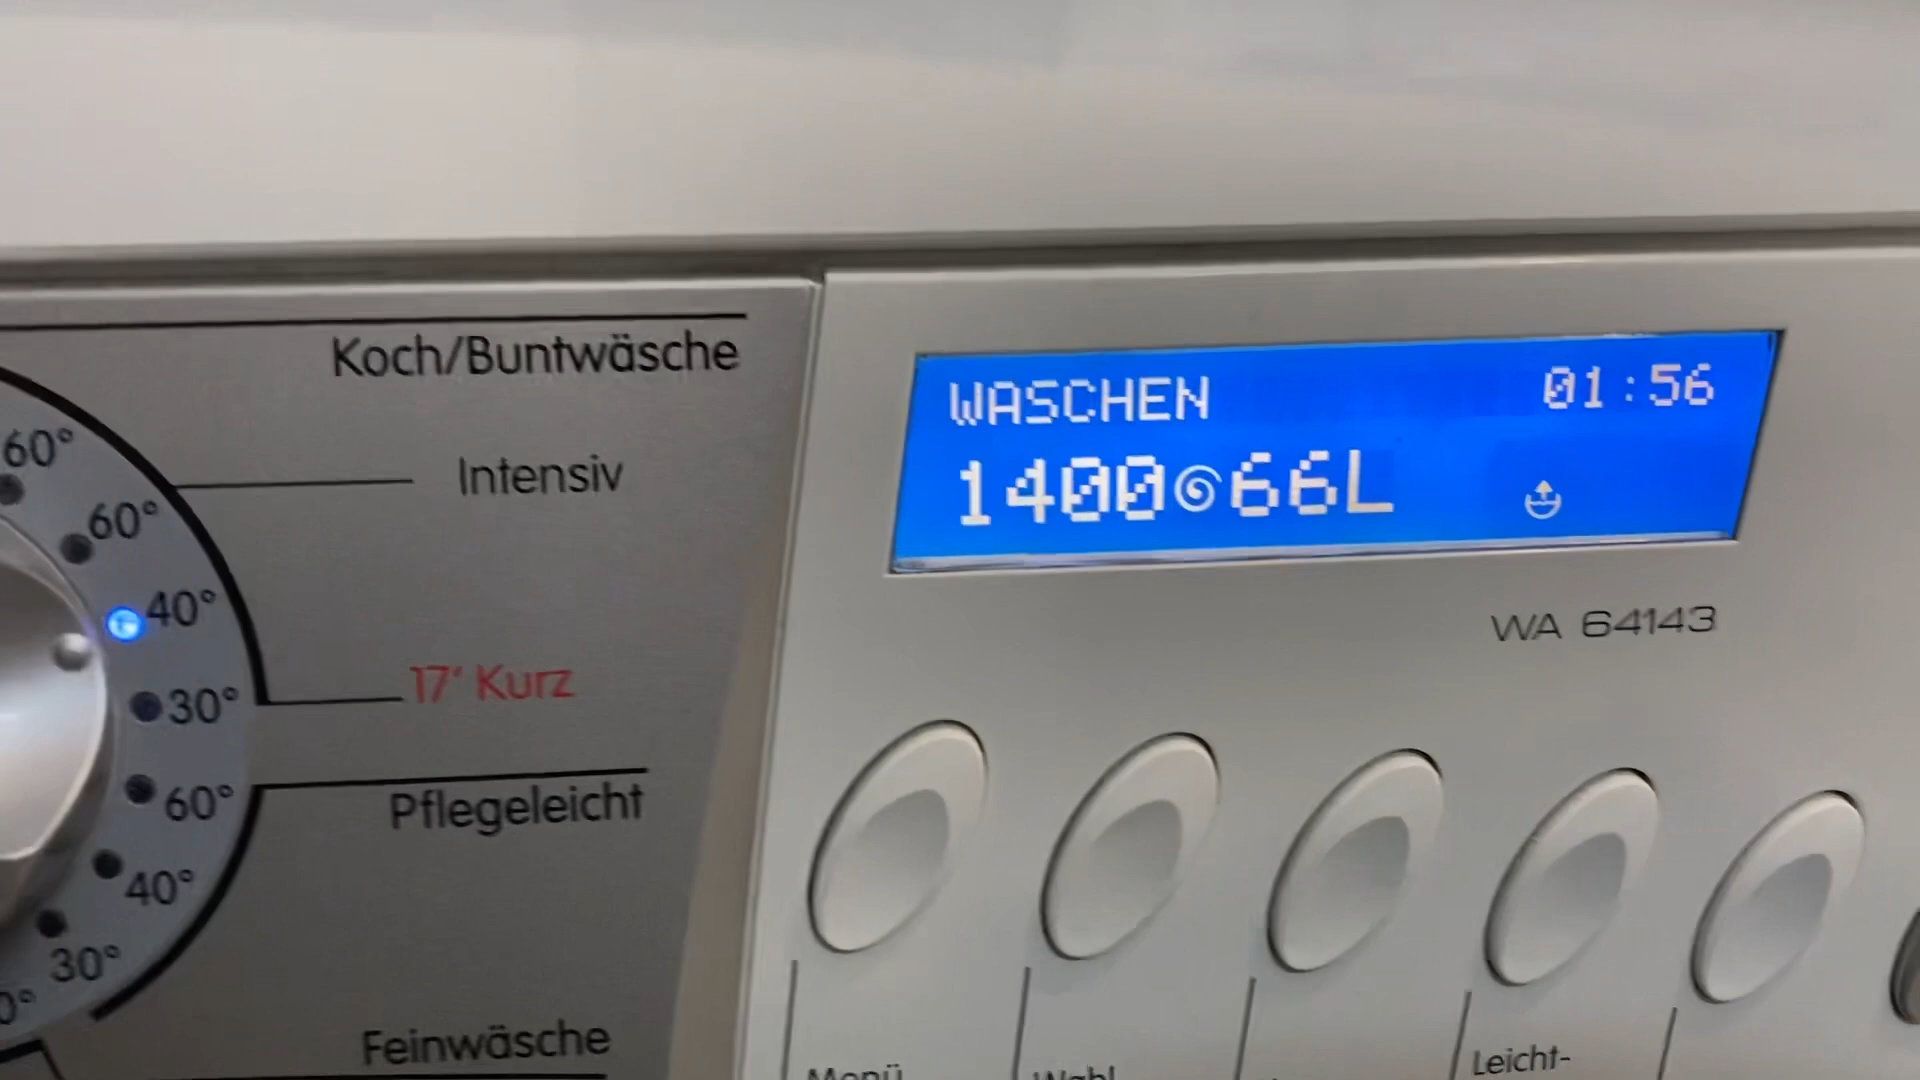 Koch/Buntwäsche
60°
Intensiv
60°
40°
17' Kurz
30°
60°
Pflegeleicht
40°
30°
Feinwäsche
WASCHEN 01:56
1400 66L
WA 64143
Menü
Wahl
Leicht-